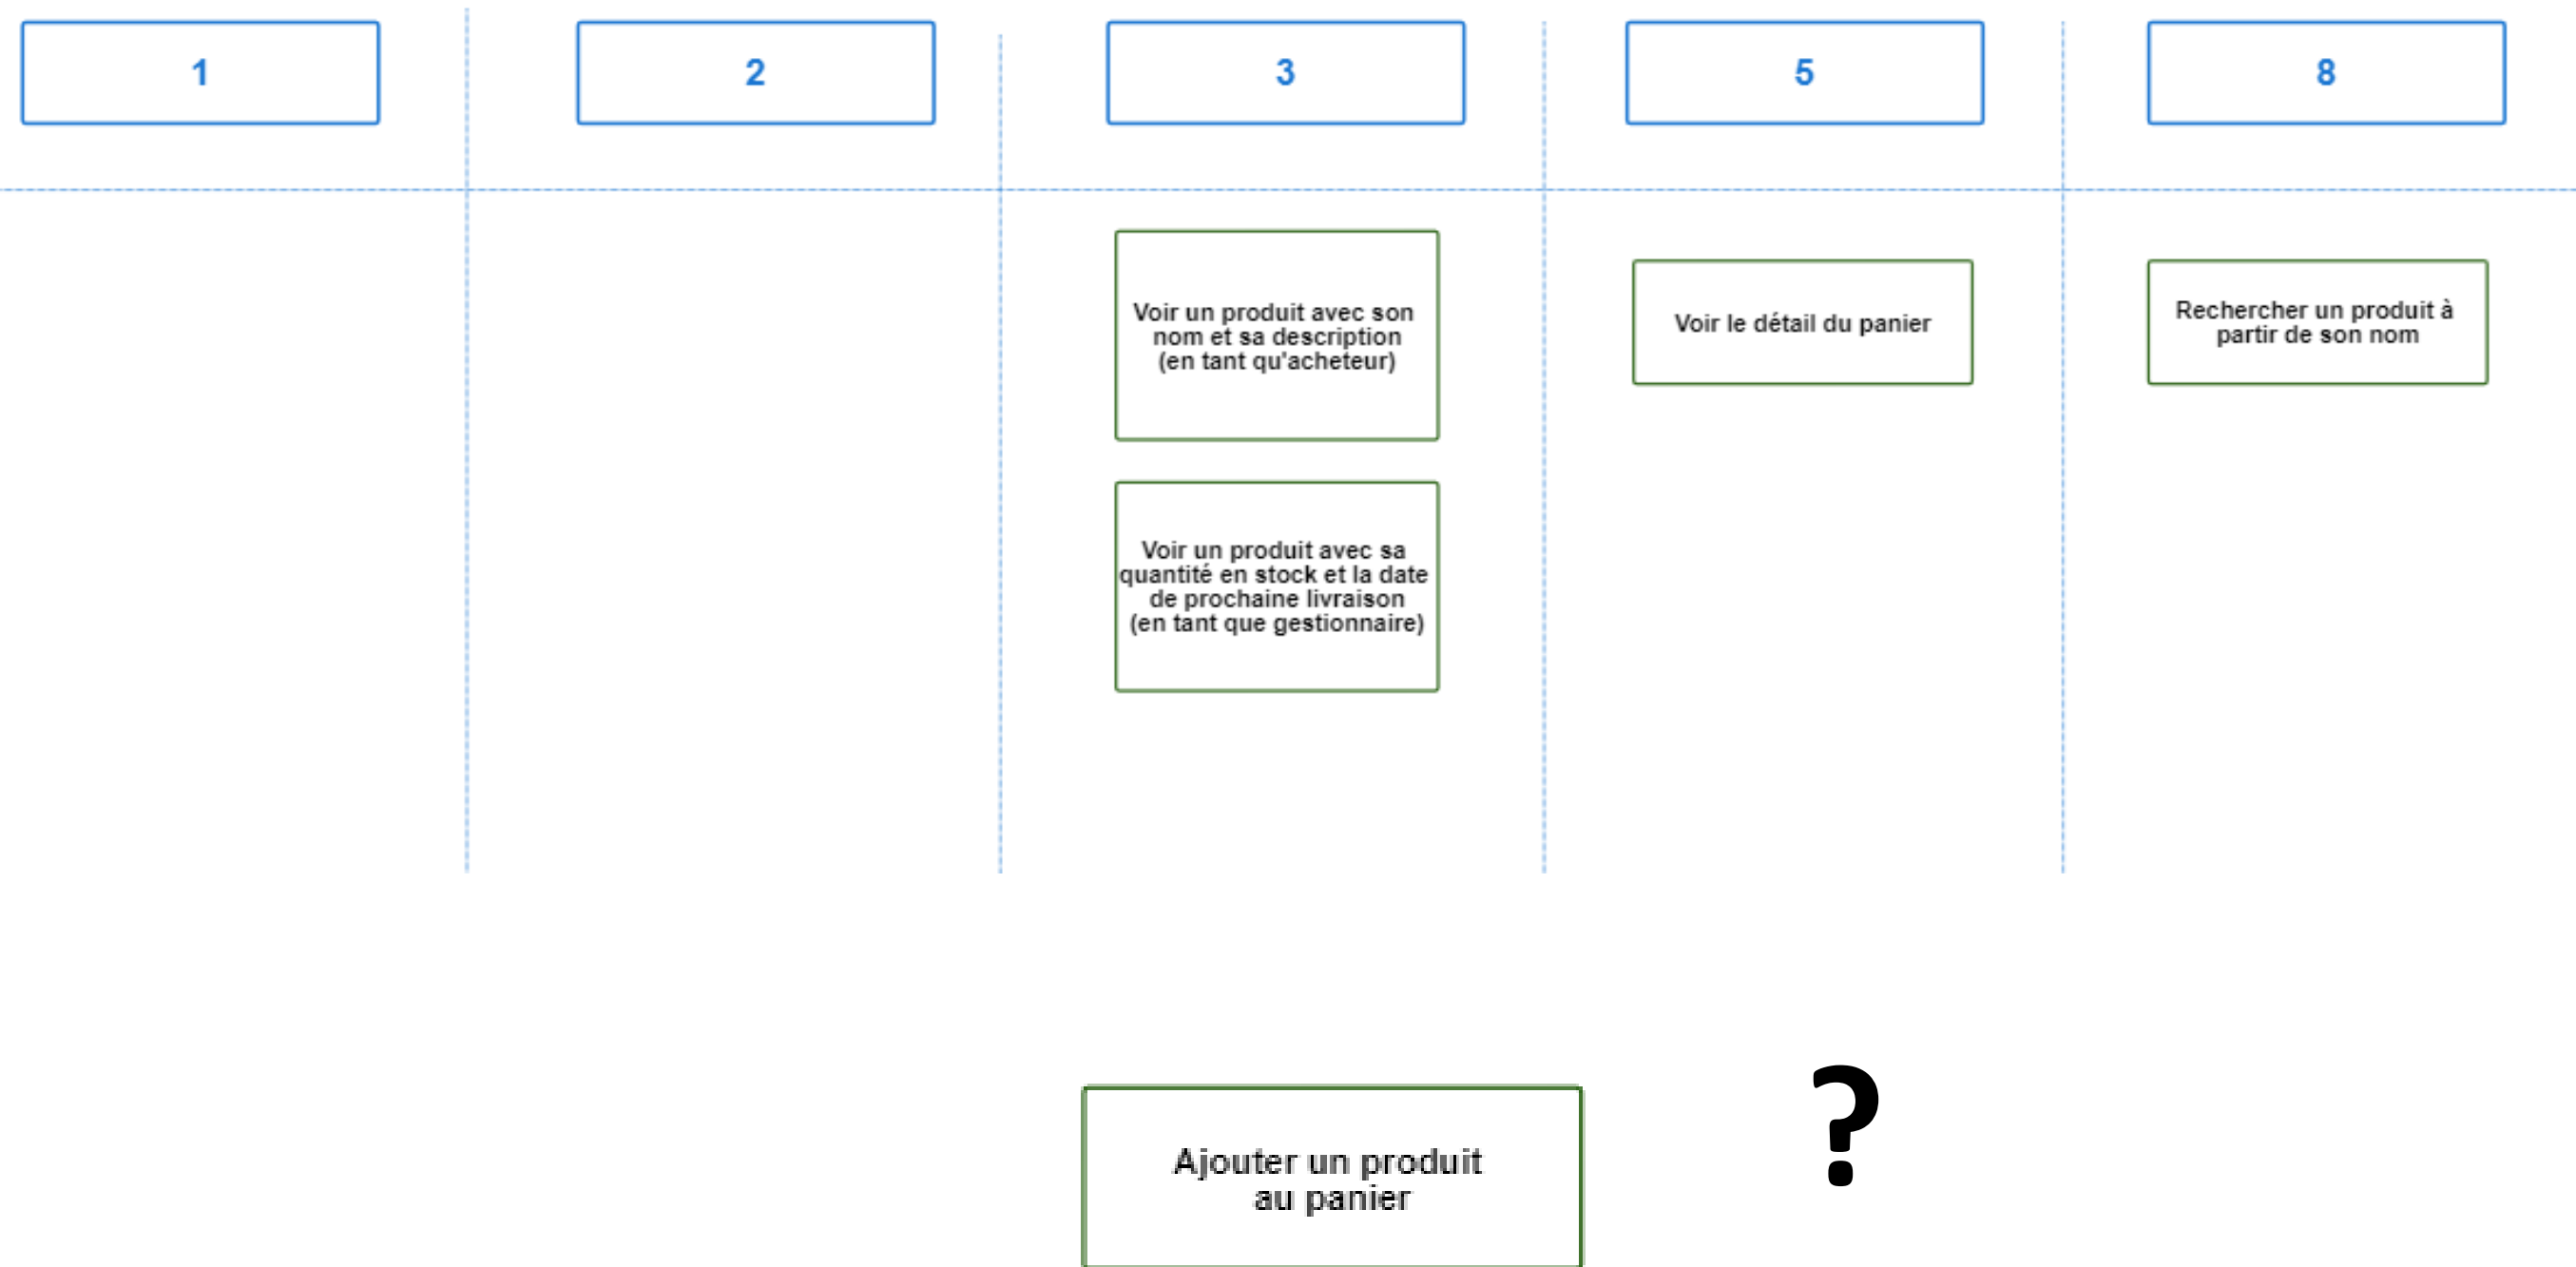 1
2
3
5
8
Voir un produit avec son
nom et sa description
(en tant qu'acheteur)
Voir un produit avec sa
quantité en stock et la date
de prochaine livraison
(en tant que gestionnaire)
Voir le détail du panier
Rechercher un produit à
partir de son nom
Ajouter un produit
au panier
?